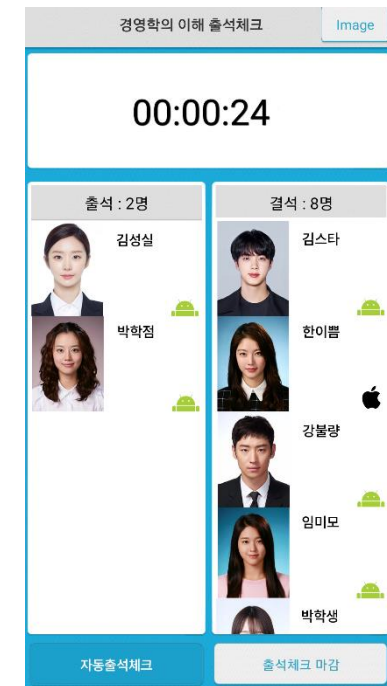 경영학의 이해 출석체크
Image
00:00:24
출석 : 2명
김성실
박학점
결석 : 8명
김스타
한이쁨
강불량
임미모
박학생
자동출석체크
출석체크 마감